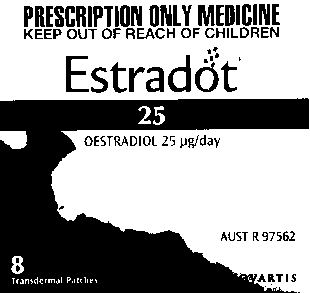 PRESCRIPTION ONLY MEDICINE
KEEP OUT OF REACH OF CHILDREN
Estradot
25
OESTRADIOL 25 µg/day
AUST R 97562
8
Transdermal Patches